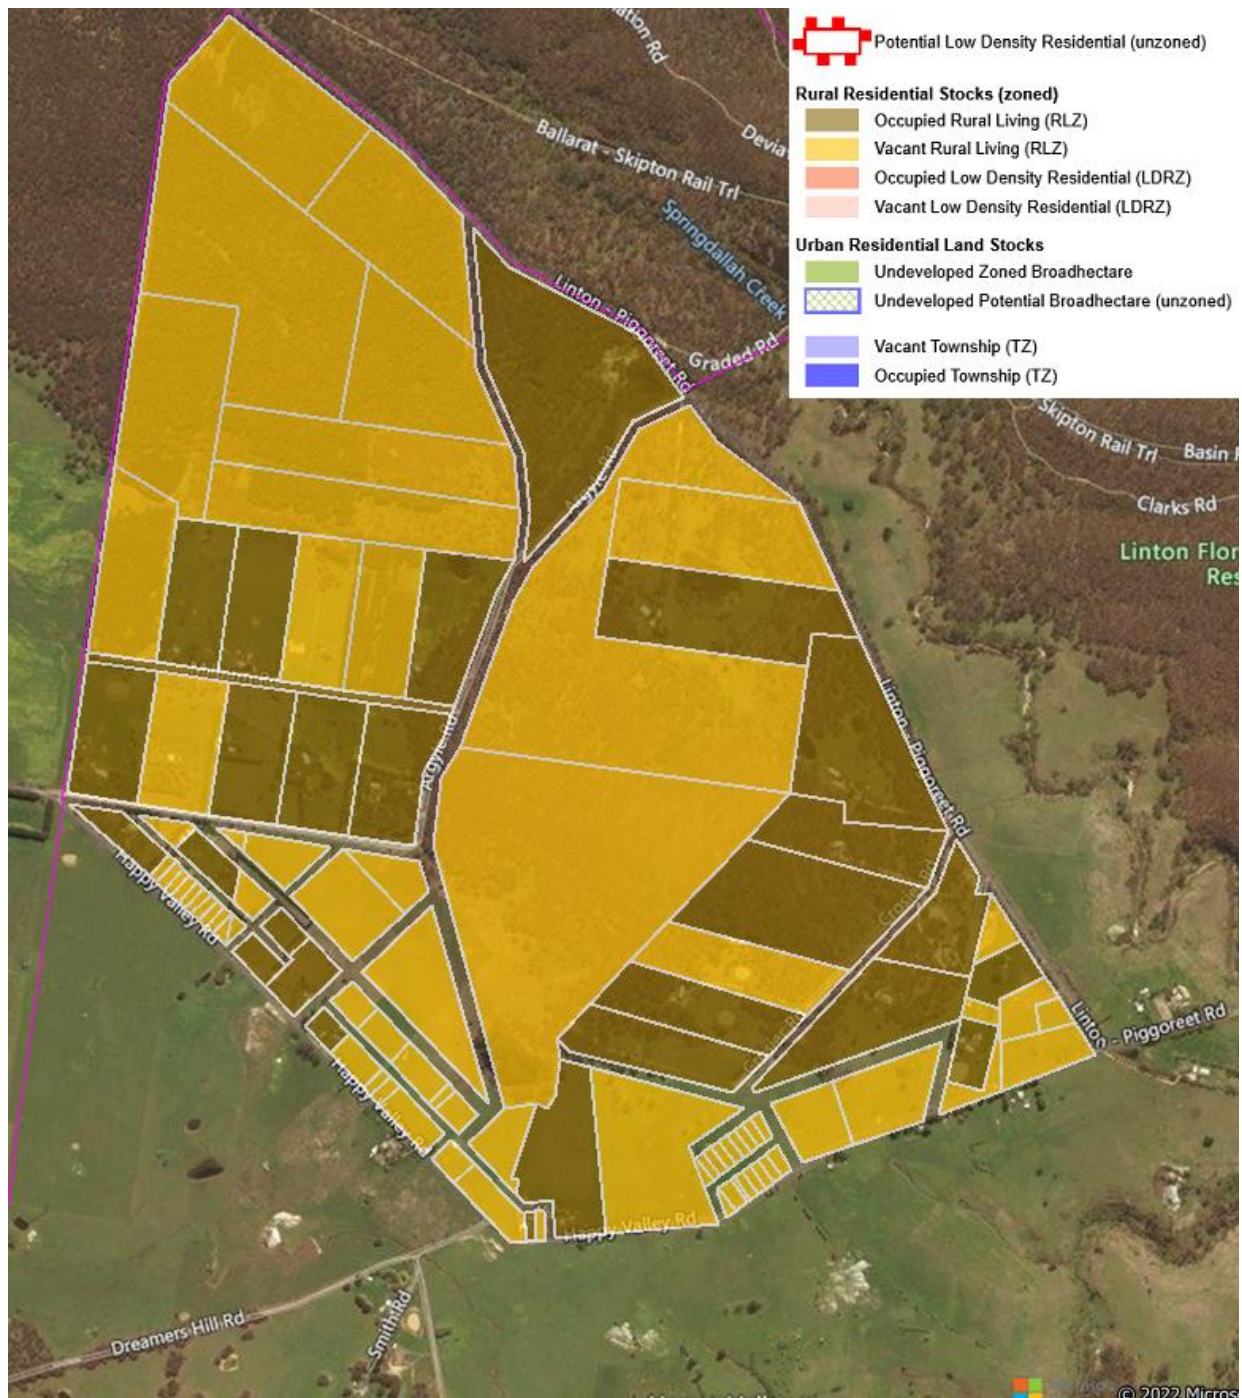 Potential Low Density Residential (unzoned)
Rural Residential Stocks (zoned)
Occupied Rural Living (RLZ)
Vacant Rural Living (RLZ)
Occupied Low Density Residential (LDRZ)
Vacant Low Density Residential (LDRZ)
Urban Residential Land Stocks
Undeveloped Zoned Broadhectare
Undeveloped Potential Broadhectare (unzoned)
Vacant Township (TZ)
Occupied Township (TZ)
Rd
Ballarat - Skipton Rail Trl
Springdallah Creek
Linton - Piggoreet Rd
Graded Rd
Skipton Rail Trl
Basin
Clarks Rd
Linton Flor
Res
Argyle Rd
Linton - Piggoreet Rd
Happy Valley Rd
Linton - Piggoreet Rd
Happy Valley Rd
Happy Valley Rd
Dreamers Hill Rd
Smith Rd
© 2022 Micros